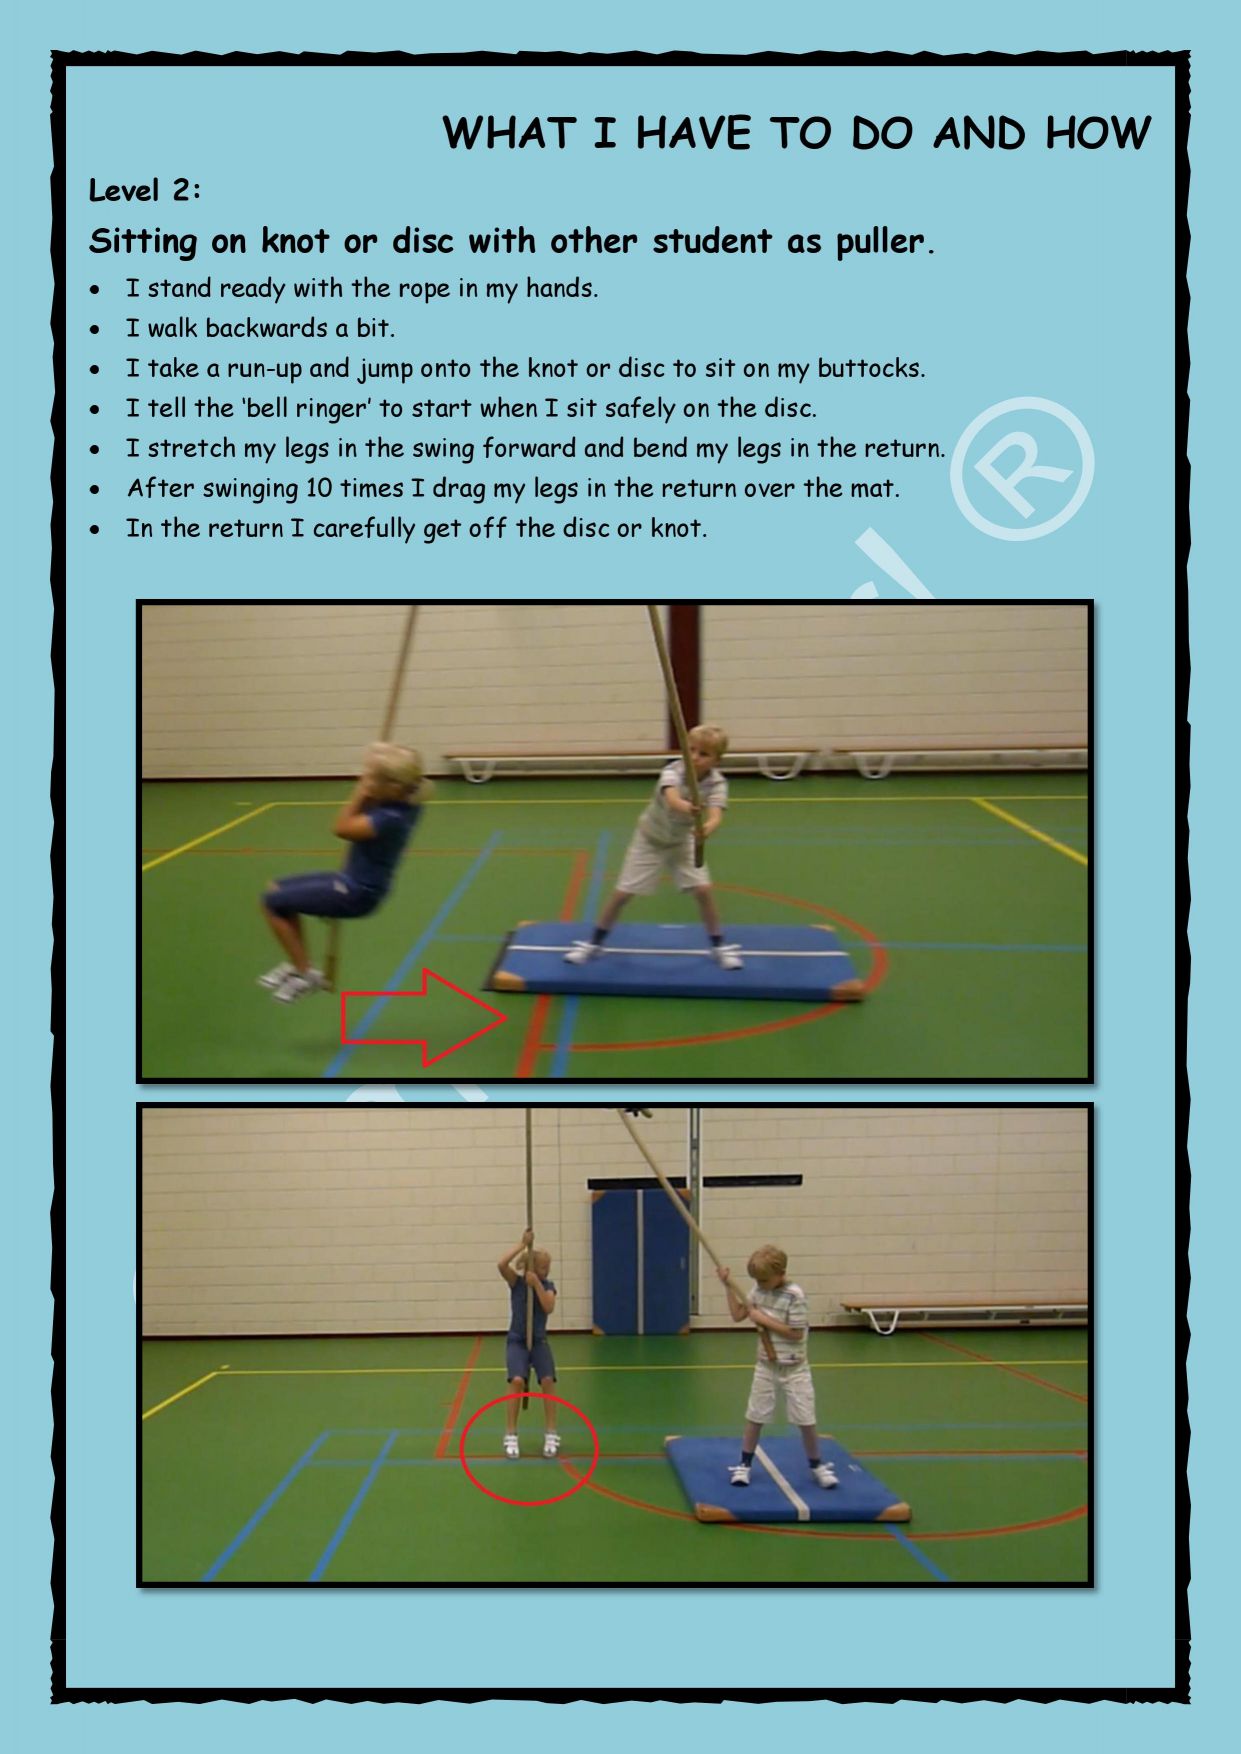 WHAT I HAVE TO DO AND HOW
Level 2:
Sitting on knot or disc with other student as puller.
• I stand ready with the rope in my hands.
• I walk backwards a bit.
• I take a run-up and jump onto the knot or disc to sit on my buttocks.
• I tell the ‘bell ringer’ to start when I sit safely on the disc.
• I stretch my legs in the swing forward and bend my legs in the return.
• After swinging 10 times I drag my legs in the return over the mat.
• In the return I carefully get off the disc or knot.
®